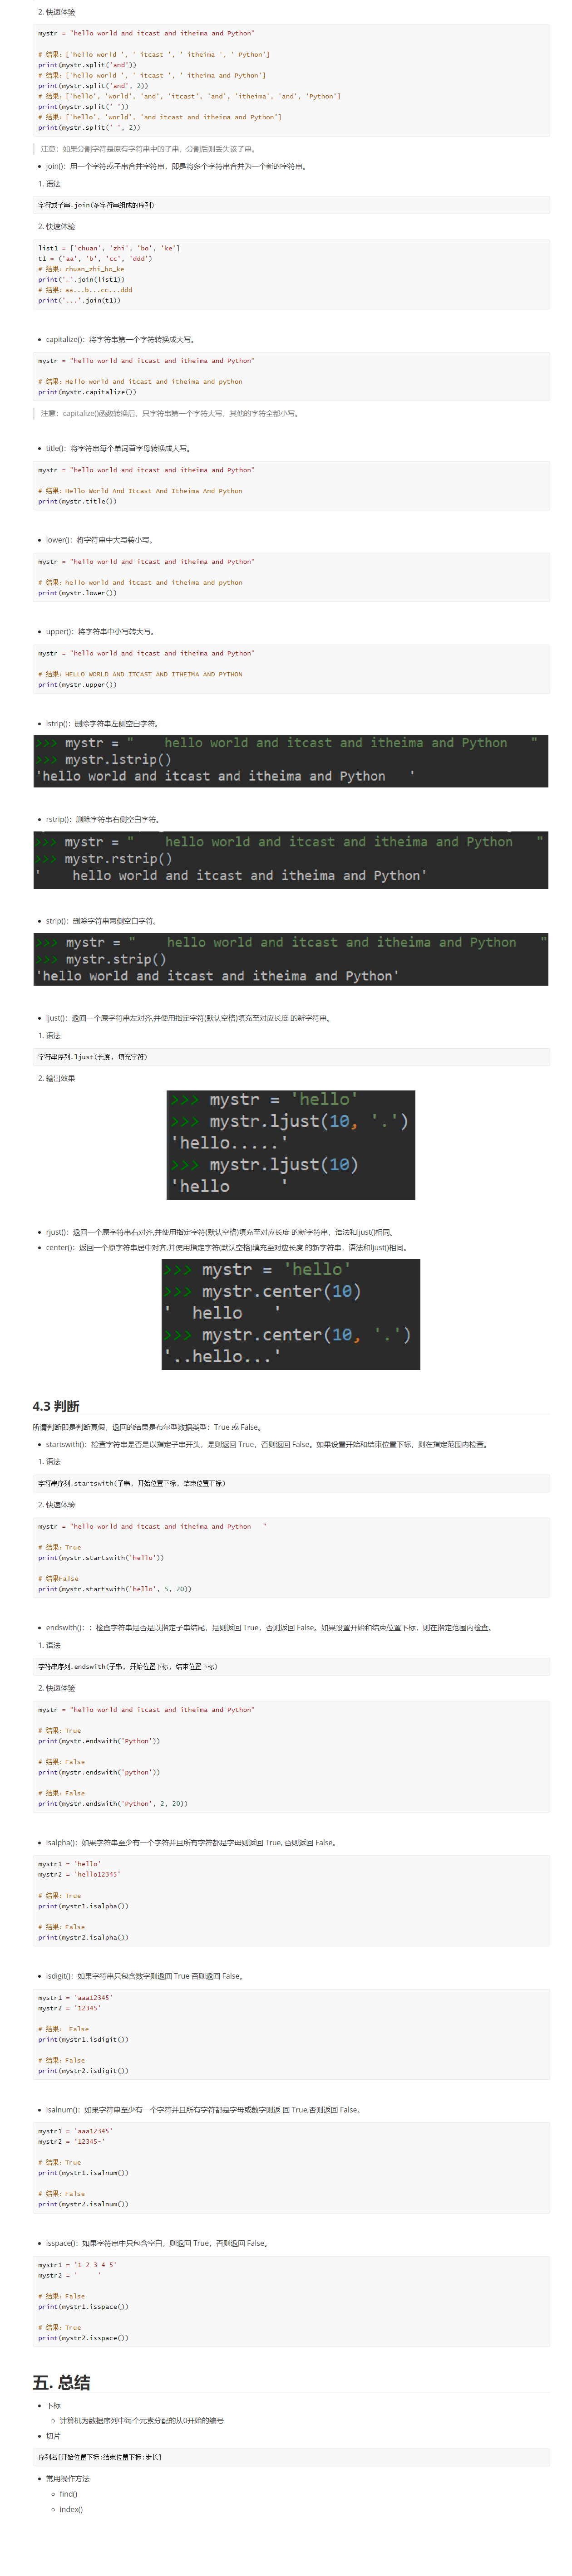 2. 快速体验
mystr = "hello world and itcast and itheima and Python"
# 结果：['hello world ', ' itcast ', ' itheima ', ' Python']
print(mystr.split('and'))
# 结果：['hello world ', ' itcast ', ' itheima and Python']
print(mystr.split('and', 2))
# 结果：['hello', 'world', 'and', 'itcast', 'and', 'itheima', 'and', 'Python']
print(mystr.split(' '))
# 结果：['hello', 'world', 'and itcast and itheima and Python']
print(mystr.split(' ', 2))
注意：如果分割字符是原有字符串中的子串，分割后则丢失该子串。
• join()：用一个字符或子串合并字符串，即是将多个字符串合并为一个新的字符串。
1. 语法
字符或子串.join(多字符串组成的序列)
2. 快速体验
list1 = ['chuan', 'zhi', 'bo', 'ke']
t1 = ('aa', 'b', 'cc', 'ddd')
# 结果：chuan_zhi_bo_ke
print('_'.join(list1))
# 结果：aa...b...cc...ddd
print('...'.join(t1))
• capitalize()：将字符串第一个字符转换成大写。
mystr = "hello world and itcast and itheima and Python"
# 结果：Hello world and itcast and itheima and python
print(mystr.capitalize())
注意：capitalize()函数转换后，只字符串第一个字符大写，其他的字符全都小写。
• title()：将字符串每个单词首字母转换成大写。
mystr = "hello world and itcast and itheima and Python"
# 结果：Hello World And Itcast And Itheima And Python
print(mystr.title())
• lower()：将字符串中大写转小写。
mystr = "hello world and itcast and itheima and Python"
# 结果：hello world and itcast and itheima and python
print(mystr.lower())
• upper()：将字符串中小写转大写。
mystr = "hello world and itcast and itheima and Python"
# 结果：HELLO WORLD AND ITCAST AND ITHEIMA AND PYTHON
print(mystr.upper())
• lstrip()：删除字符串左侧空白字符。
>>> mystr = "    hello world and itcast and itheima and Python   "
>>> mystr.lstrip()
'hello world and itcast and itheima and Python   '
• rstrip()：删除字符串右侧空白字符。
>>> mystr = "    hello world and itcast and itheima and Python   "
>>> mystr.rstrip()
'    hello world and itcast and itheima and Python'
• strip()：删除字符串两侧空白字符。
>>> mystr = "    hello world and itcast and itheima and Python   "
>>> mystr.strip()
'hello world and itcast and itheima and Python'
• ljust()：返回一个原字符串左对齐,并使用指定字符(默认空格)填充至对应长度 的新字符串。
1. 语法
字符串序列.ljust(长度, 填充字符)
2. 输出效果
>>> mystr = 'hello'
>>> mystr.ljust(10, '.')
'hello.....'
>>> mystr.ljust(10)
'hello     '
• rjust()：返回一个原字符串右对齐,并使用指定字符(默认空格)填充至对应长度 的新字符串，语法和ljust()相同。
• center()：返回一个原字符串居中对齐,并使用指定字符(默认空格)填充至对应长度 的新字符串，语法和ljust()相同。
>>> mystr = 'hello'
>>> mystr.center(10)
'  hello   '
>>> mystr.center(10, '.')
'..hello...'
4.3 判断
所谓判断即是判断真假，返回的结果是布尔型数据类型：True 或 False。
• startswith()：检查字符串是否是以指定子串开头，是则返回 True，否则返回 False。如果设置开始和结束位置下标，则在指定范围内检查。
1. 语法
字符串序列.startswith(子串, 开始位置下标, 结束位置下标)
2. 快速体验
mystr = "hello world and itcast and itheima and Python   "
# 结果：True
print(mystr.startswith('hello'))
# 结果False
print(mystr.startswith('hello', 5, 20))
• endswith()：：检查字符串是否是以指定子串结尾，是则返回 True，否则返回 False。如果设置开始和结束位置下标，则在指定范围内检查。
1. 语法
字符串序列.endswith(子串, 开始位置下标, 结束位置下标)
2. 快速体验
mystr = "hello world and itcast and itheima and Python"
# 结果：True
print(mystr.endswith('Python'))
# 结果：False
print(mystr.endswith('python'))
# 结果：False
print(mystr.endswith('Python', 2, 20))
• isalpha()：如果字符串至少有一个字符并且所有字符都是字母则返回 True, 否则返回 False。
mystr1 = 'hello'
mystr2 = 'hello12345'
# 结果：True
print(mystr1.isalpha())
# 结果：False
print(mystr2.isalpha())
• isdigit()：如果字符串只包含数字则返回 True 否则返回 False。
mystr1 = 'aaa12345'
mystr2 = '12345'
# 结果： False
print(mystr1.isdigit())
# 结果：False
print(mystr2.isdigit())
• isalnum()：如果字符串至少有一个字符并且所有字符都是字母或数字则返 回 True,否则返回 False。
mystr1 = 'aaa12345'
mystr2 = '12345-'
# 结果：True
print(mystr1.isalnum())
# 结果：False
print(mystr2.isalnum())
• isspace()：如果字符串中只包含空白，则返回 True，否则返回 False。
mystr1 = '1 2 3 4 5'
mystr2 = '     '
# 结果：False
print(mystr1.isspace())
# 结果：True
print(mystr2.isspace())
五. 总结
• 下标
◦ 计算机为数据序列中每个元素分配的从0开始的编号
• 切片
序列名[开始位置下标:结束位置下标:步长]
• 常用操作方法
◦ find()
◦ index()